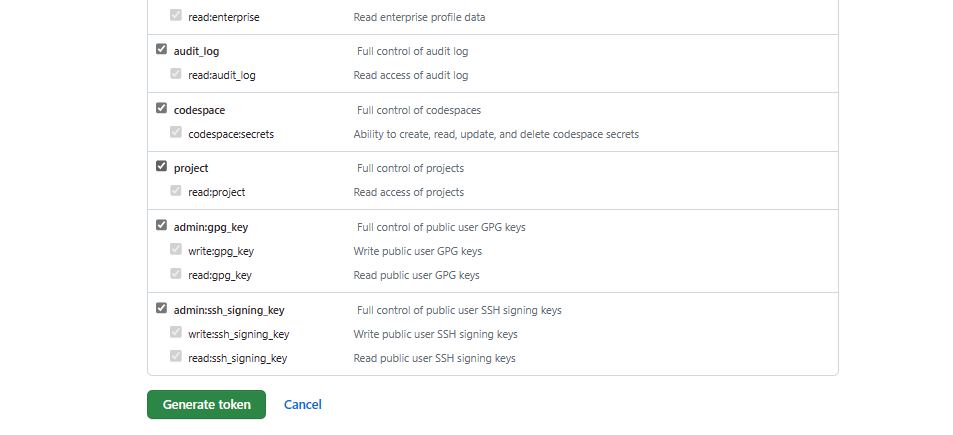 read:enterprise Read enterprise profile data
audit_log Full control of audit log
read:audit_log Read access of audit log
codespace Full control of codespaces
codespace:secrets Ability to create, read, update, and delete codespace secrets
project Full control of projects
read:project Read access of projects
admin:gpg_key Full control of public user GPG keys
write:gpg_key Write public user GPG keys
read:gpg_key Read public user GPG keys
admin:ssh_signing_key Full control of public user SSH signing keys
write:ssh_signing_key Write public user SSH signing keys
read:ssh_signing_key Read public user SSH signing keys
Generate token Cancel